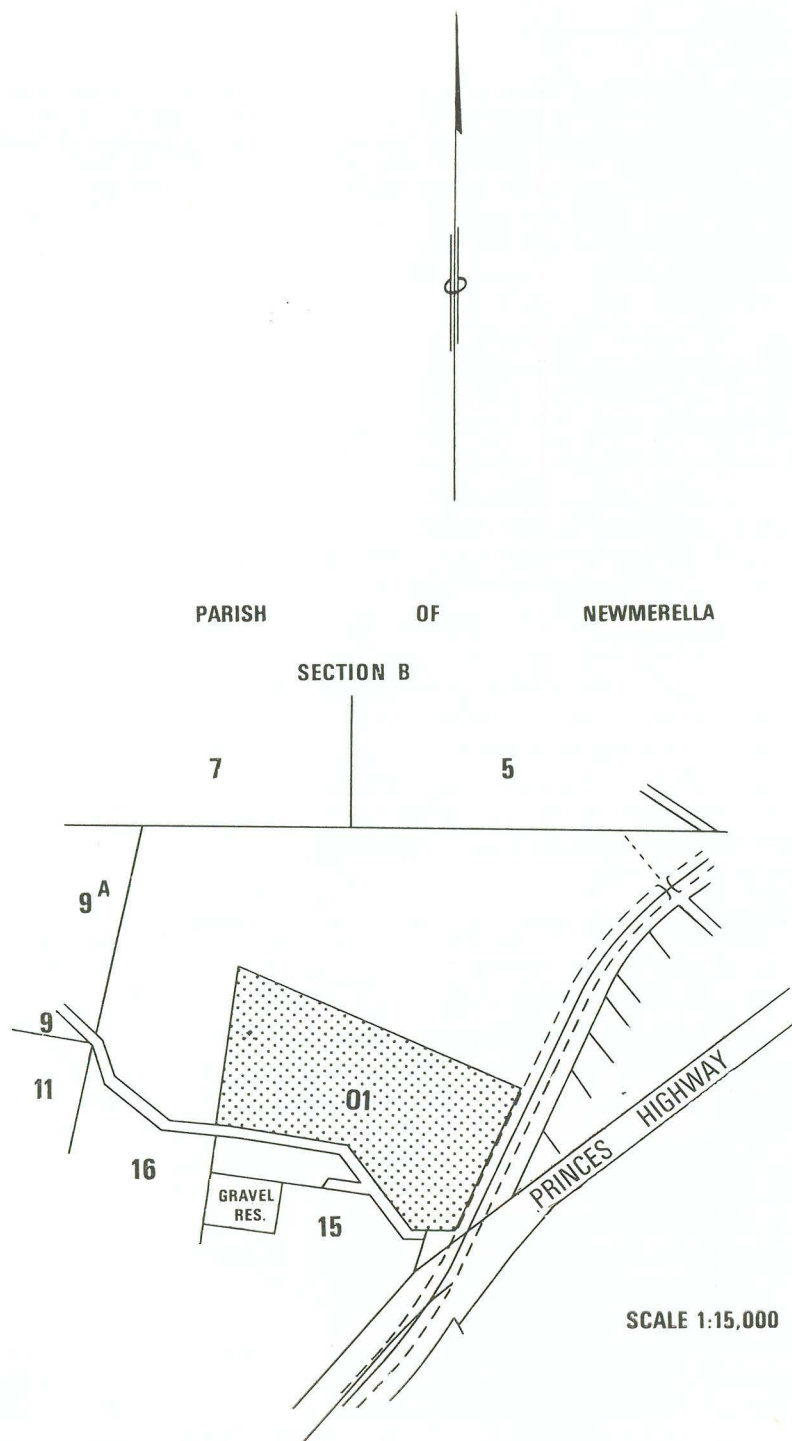 PARISH OF NEWMERELLA
SECTION B
7
5
9A
9
11
01
16
GRAVEL
RES.
15
PRINCES HIGHWAY
SCALE 1:15,000